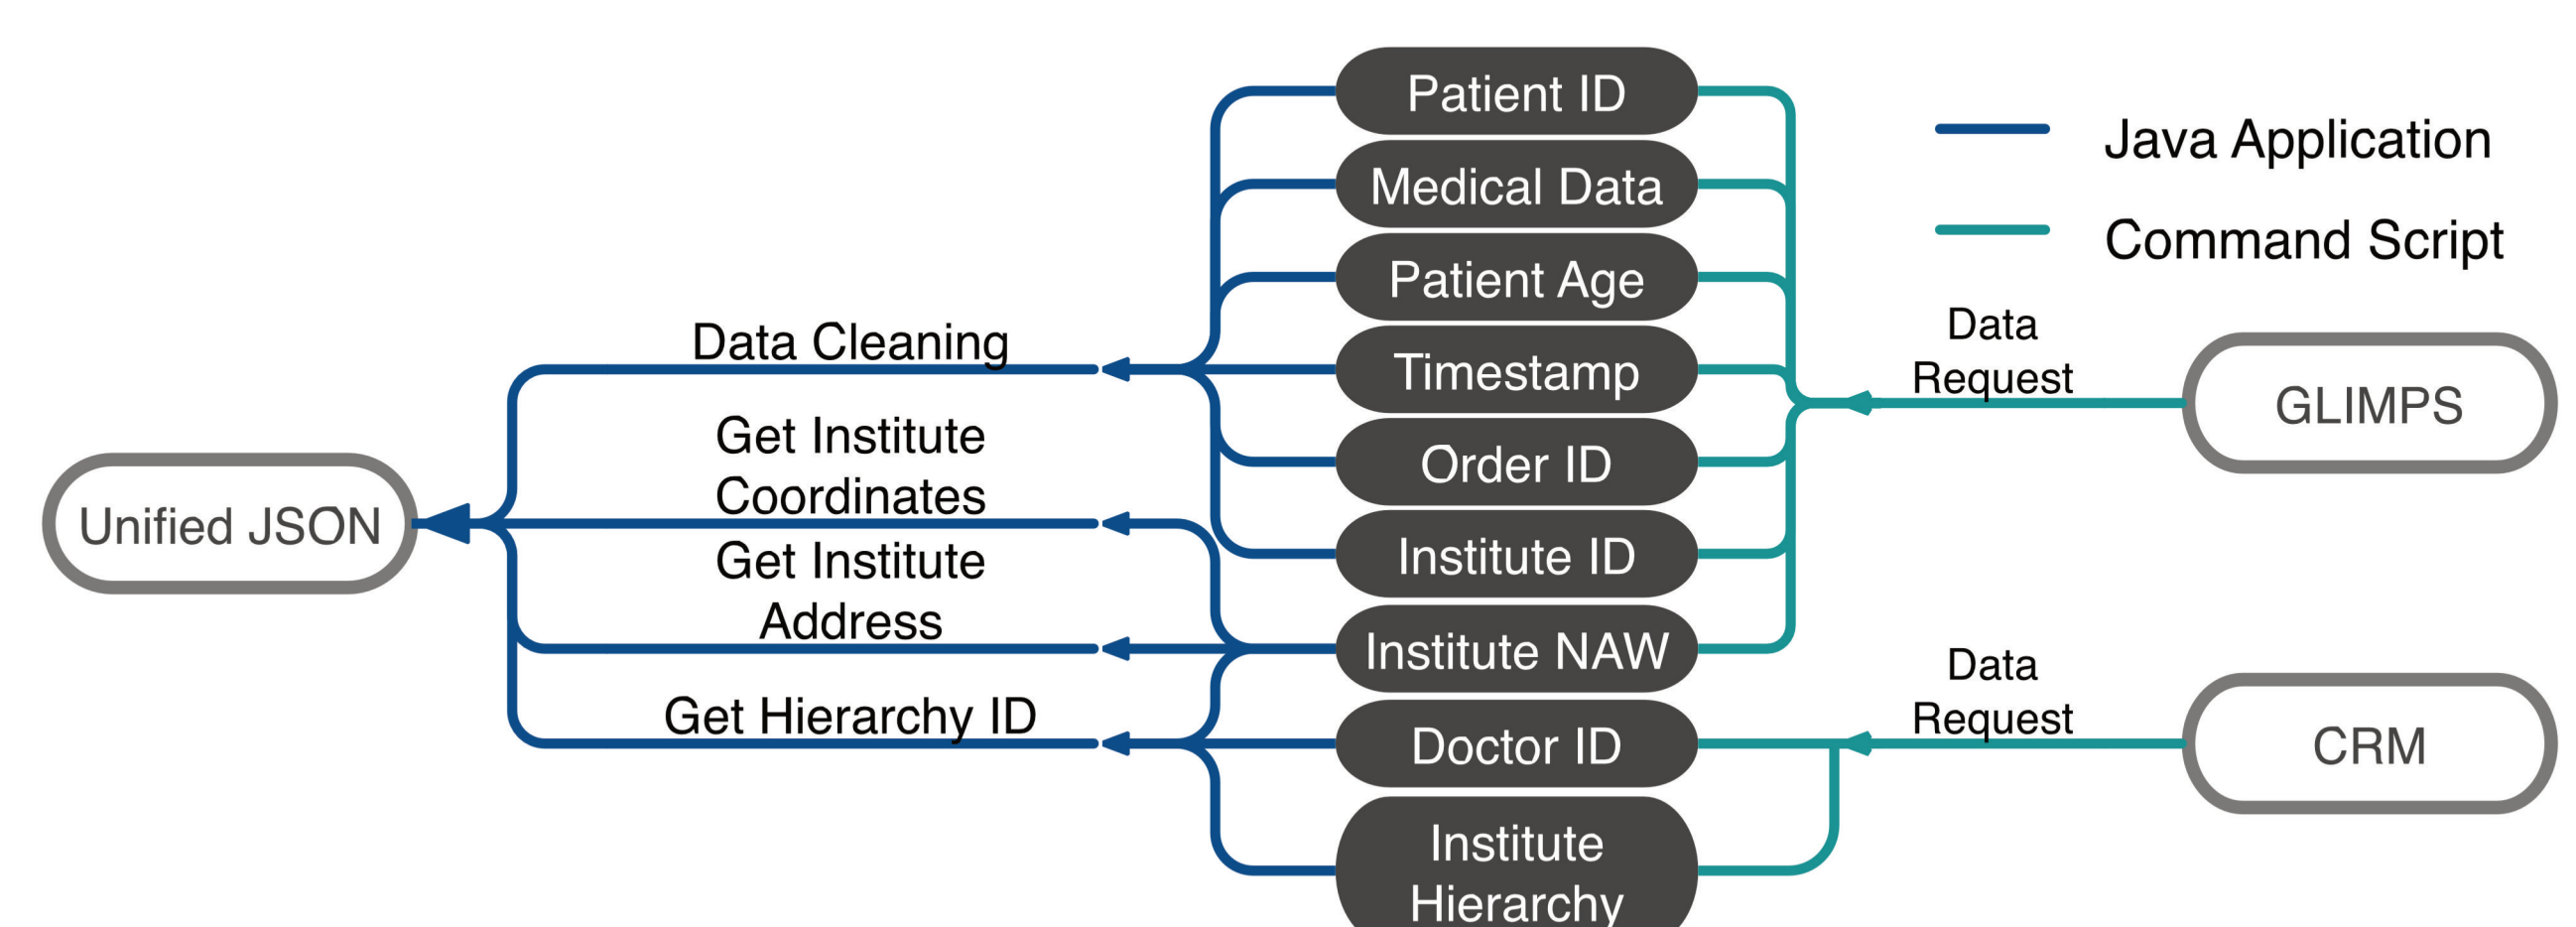 Patient ID
Medical Data
Patient Age
Timestamp
Order ID
Institute ID
Institute NAW
Doctor ID
Institute
Hierarchy
Java Application
Command Script
Data Cleaning
Get Institute
Coordinates
Get Institute
Address
Get Hierarchy ID
Unified JSON
Data
Request
GLIMPS
Data
Request
CRM